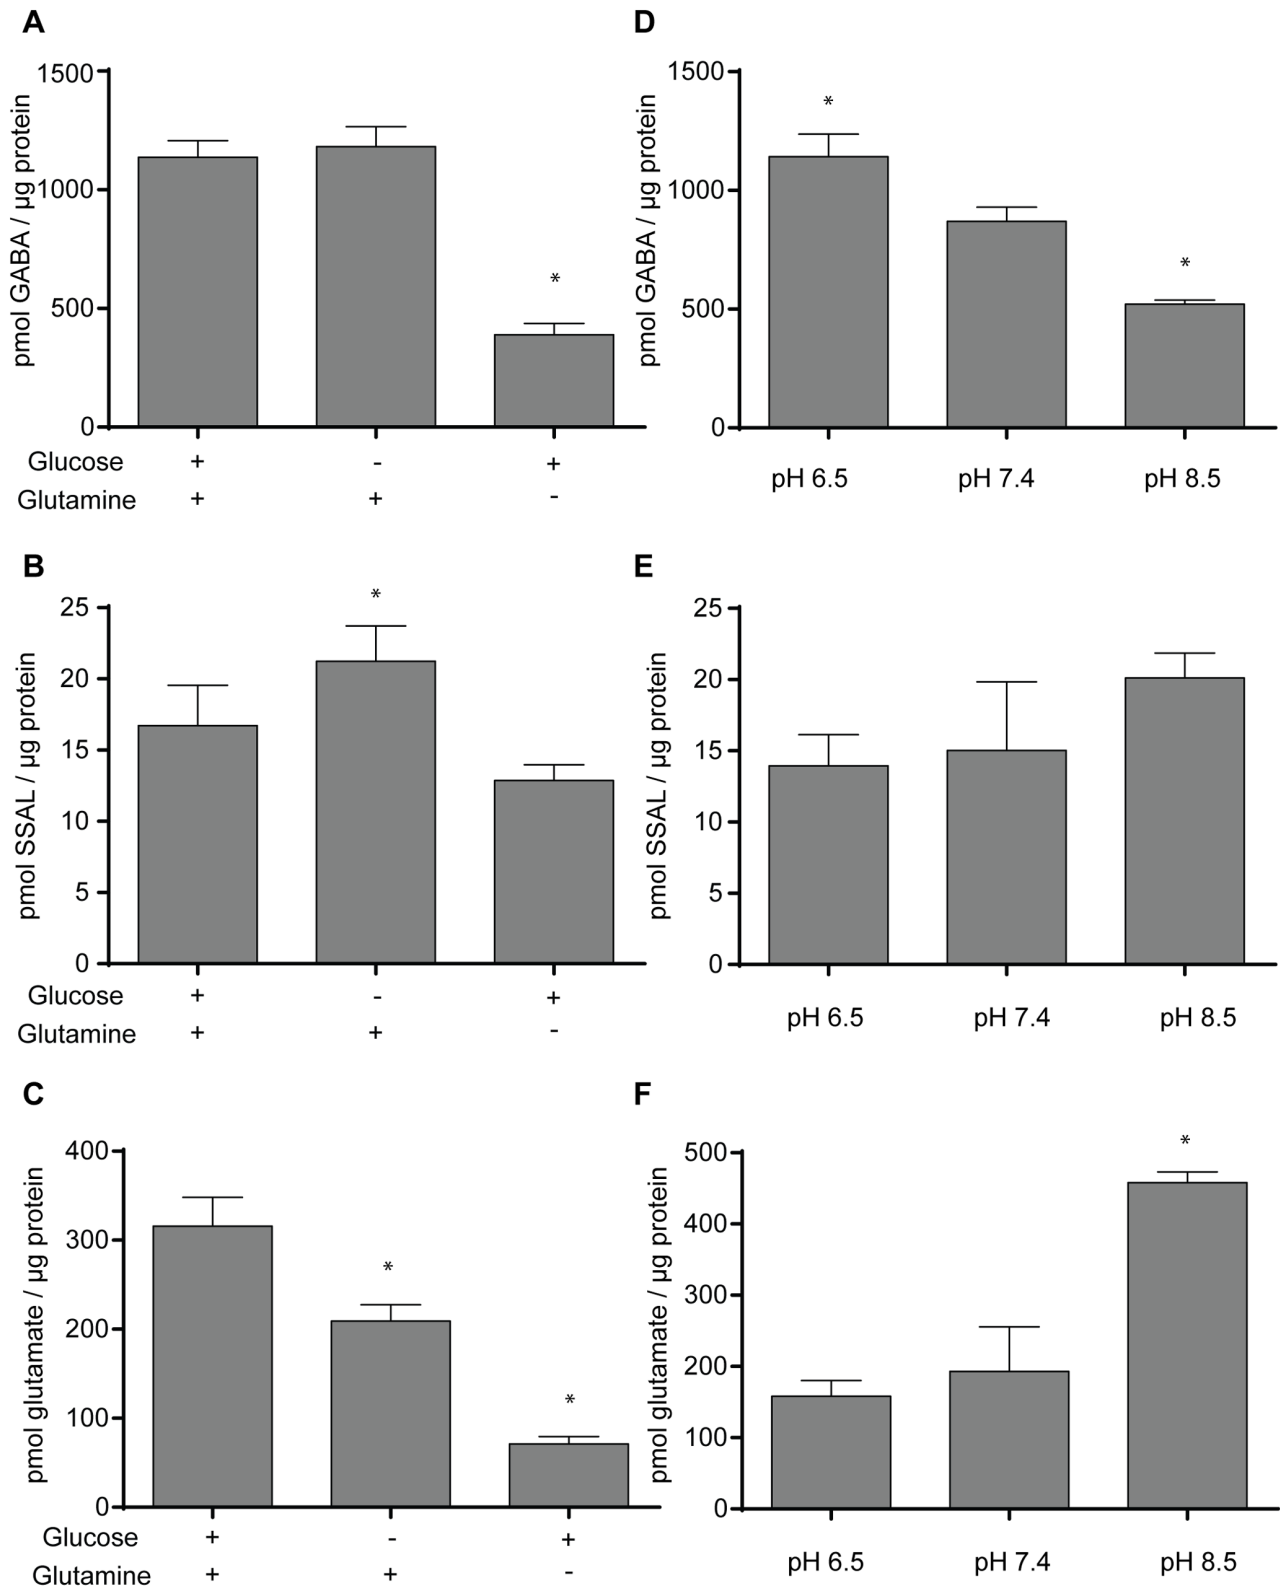 A
pmol GABA / µg protein
1500
1000
500
0
*
Glucose + - +
Glutamine + + -
D
pmol GABA / µg protein
1500
1000
500
0
*
*
pH 6.5 pH 7.4 pH 8.5
B
pmol SSAL / µg protein
25
20
15
10
5
0
*
Glucose + - +
Glutamine + + -
E
pmol SSAL / µg protein
25
20
15
10
5
0
pH 6.5 pH 7.4 pH 8.5
C
pmol glutamate / µg protein
400
300
200
100
0
*
*
Glucose + - +
Glutamine + + -
F
pmol glutamate / µg protein
500
400
300
200
100
0
*
pH 6.5 pH 7.4 pH 8.5